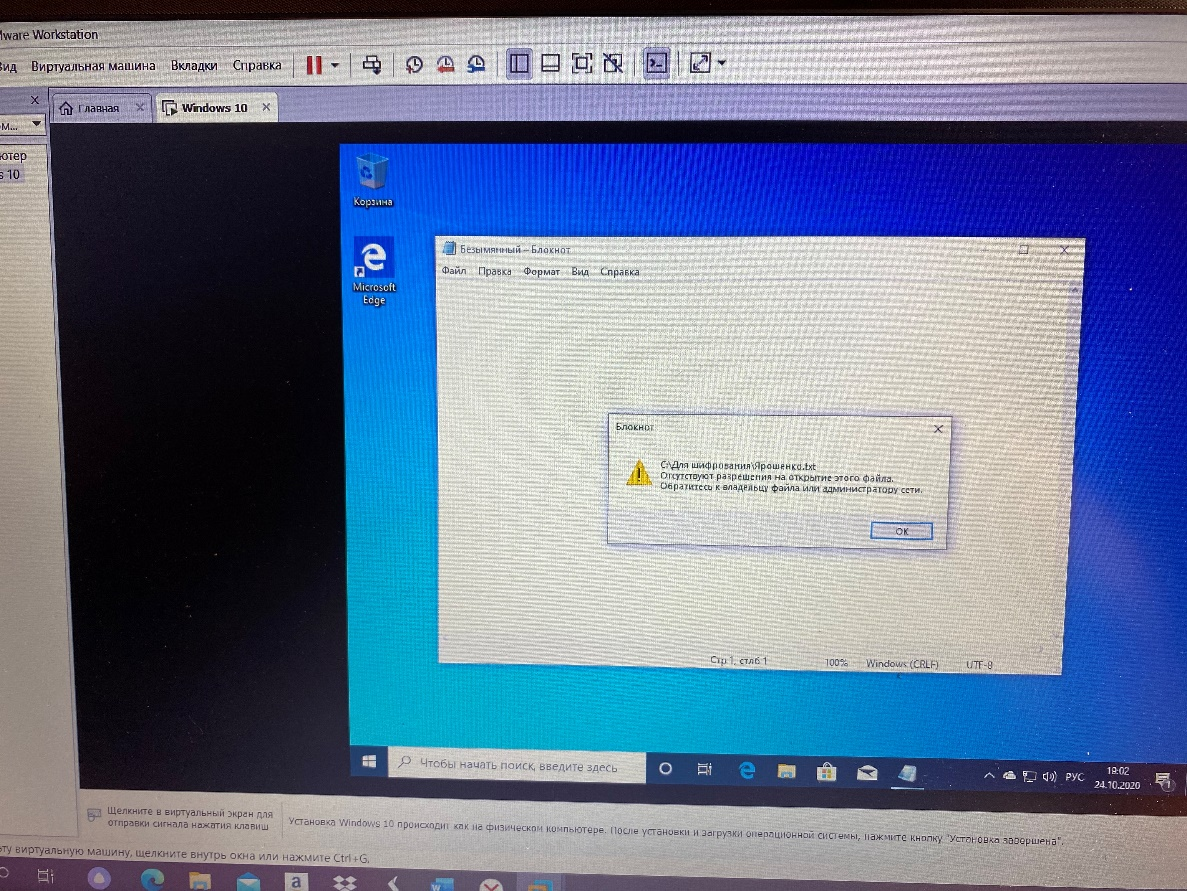 Mware Workstation
Вид Виртуальная машина Вкладки Справка
Главная
Windows 10
ютер
s 10
Корзина
Microsoft
Edge
Безымянный – Блокнот
Файл Правка Формат Вид Справка
Блокнот
C:\Для шифрования\Ярошенко.txt
Отсутствуют разрешения на открытие этого файла.
Обратитесь к владельцу файла или администратору сети.
ОК
Стр 1, стлб 1
100%
Windows (CRLF)
UTF-8
Чтобы начать поиск, введите здесь
РУС
19:02
24.10.2020
1
Щелкните в виртуальный экран для
отправки сигнала нажатия клавиш
Установка Windows 10 происходит как на физическом компьютере. После установки и загрузки операционной системы, нажмите кнопку "Установка завершена".
эту виртуальную машину, щелкните внутрь окна или нажмите Ctrl+G.